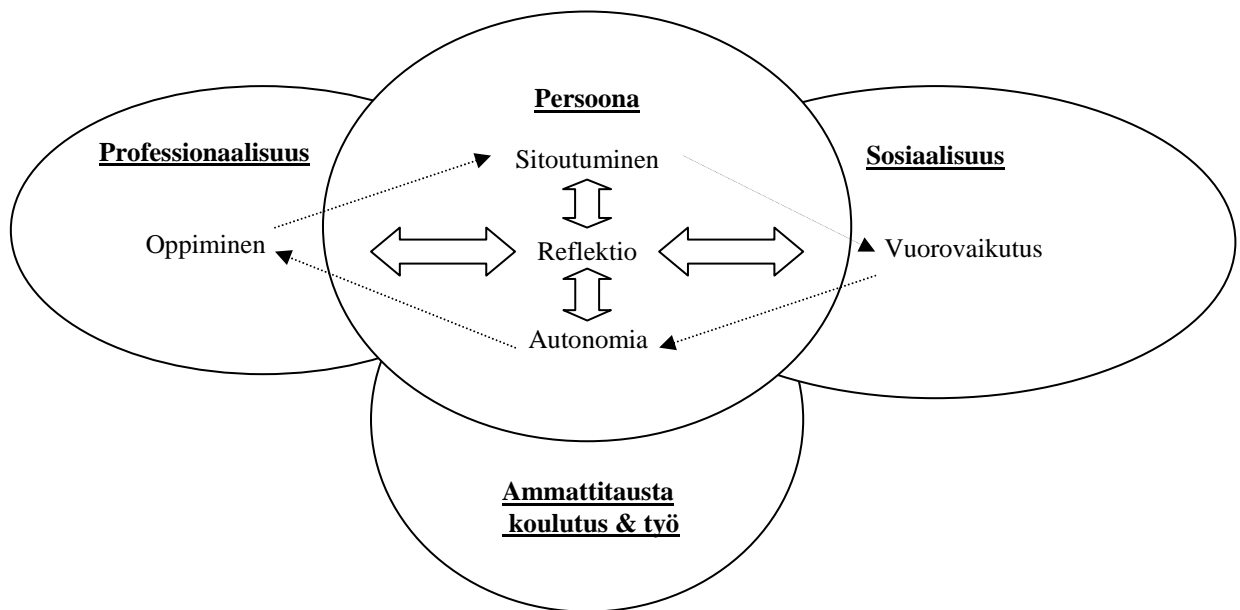 Persoona
Professionaalisuus
Sosiaalisuus
Sitoutuminen
Oppiminen
Reflektio
Vuorovaikutus
Autonomia
Ammattitausta
koulutus & työ